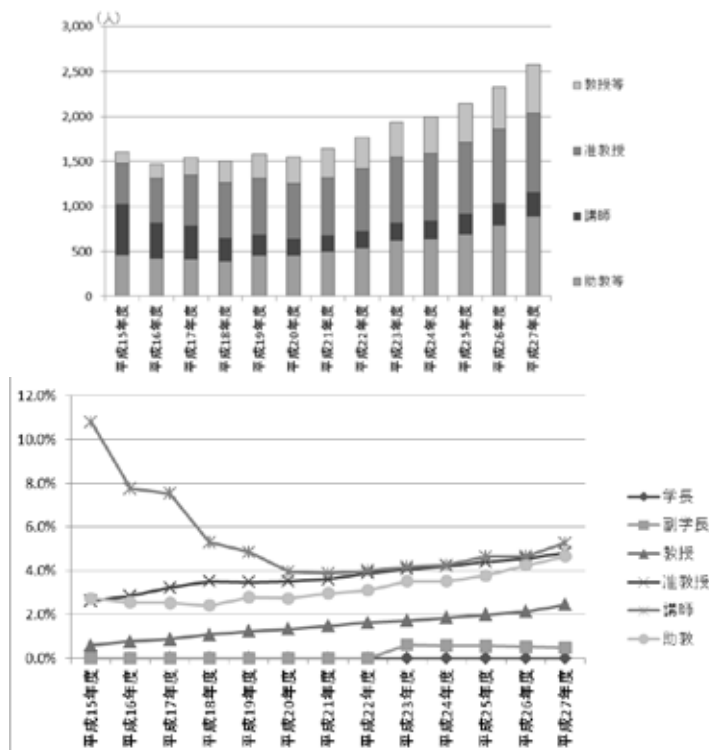 (人)
3,000
2,500
2,000
1,500
1,000
500
0
平成15年度
平成16年度
平成17年度
平成18年度
平成19年度
平成20年度
平成21年度
平成22年度
平成23年度
平成24年度
平成25年度
平成26年度
平成27年度
教授等
准教授
講師
助教等
12.0%
10.0%
8.0%
6.0%
4.0%
2.0%
0.0%
平成15年度
平成16年度
平成17年度
平成18年度
平成19年度
平成20年度
平成21年度
平成22年度
平成23年度
平成24年度
平成25年度
平成26年度
平成27年度
学長
副学長
教授
准教授
講師
助教